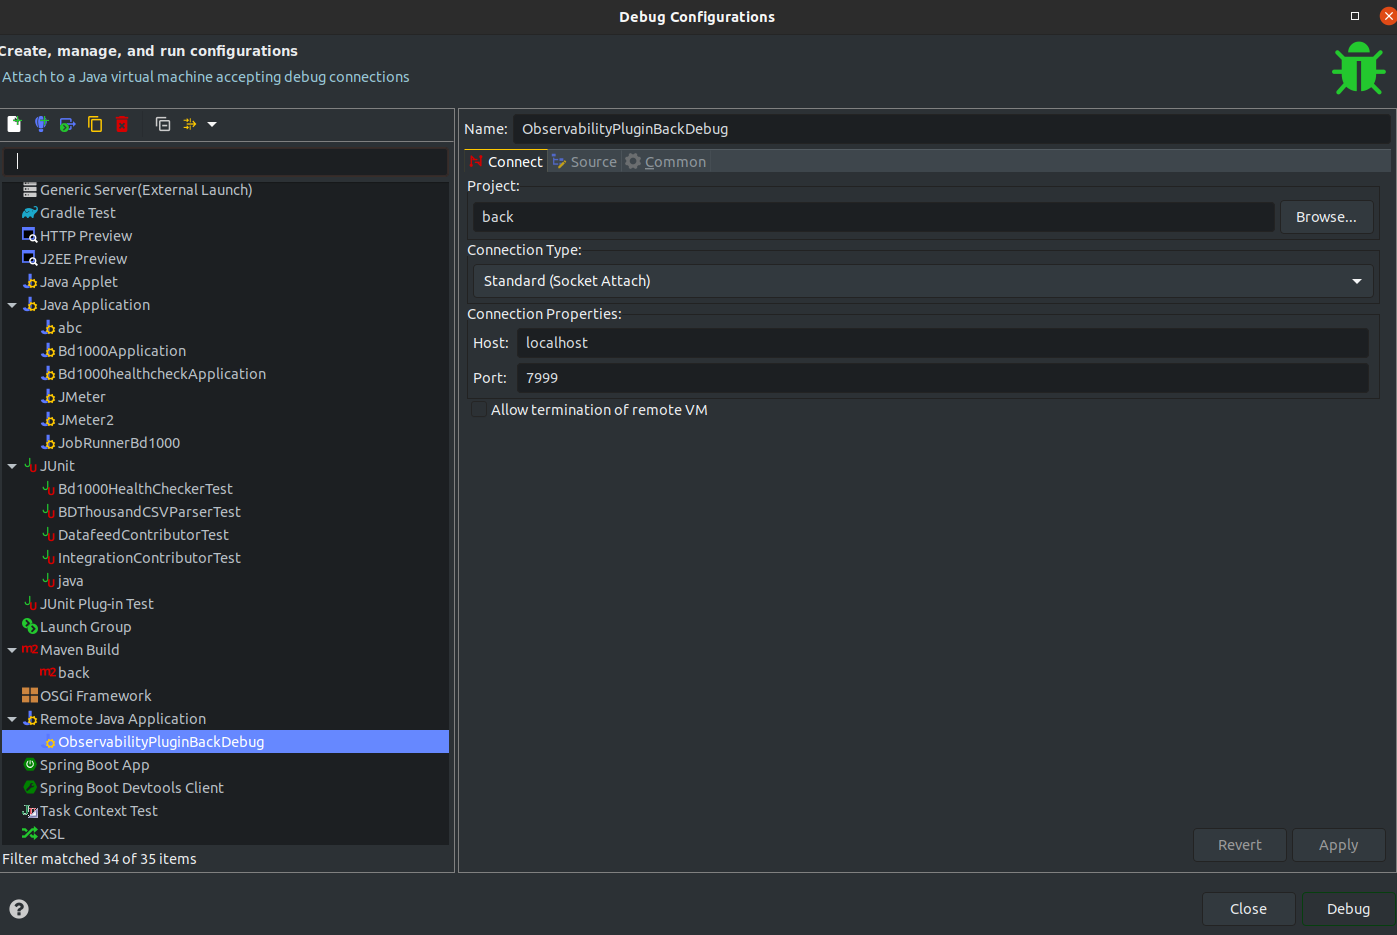 Debug Configurations
Create, manage, and run configurations
Attach to a Java virtual machine accepting debug connections
Generic Server(External Launch)
Gradle Test
HTTP Preview
J2EE Preview
Java Applet
Java Application
abc
Bd1000Application
Bd1000healthcheckApplication
JMeter
JMeter2
JobRunnerBd1000
JUnit
Bd1000HealthCheckerTest
BDThousandCSVParserTest
DatafeedContributorTest
IntegrationContributorTest
java
JUnit Plug-in Test
Launch Group
m2 Maven Build
m2 back
OSGi Framework
Remote Java Application
ObservabilityPluginBackDebug
Spring Boot App
Spring Boot Devtools Client
Task Context Test
XSL
Filter matched 34 of 35 items
Name: ObservabilityPluginBackDebug
Connect Source Common
Project:
back Browse...
Connection Type:
Standard (Socket Attach)
Connection Properties:
Host: localhost
Port: 7999
Allow termination of remote VM
Revert Apply
? Close Debug